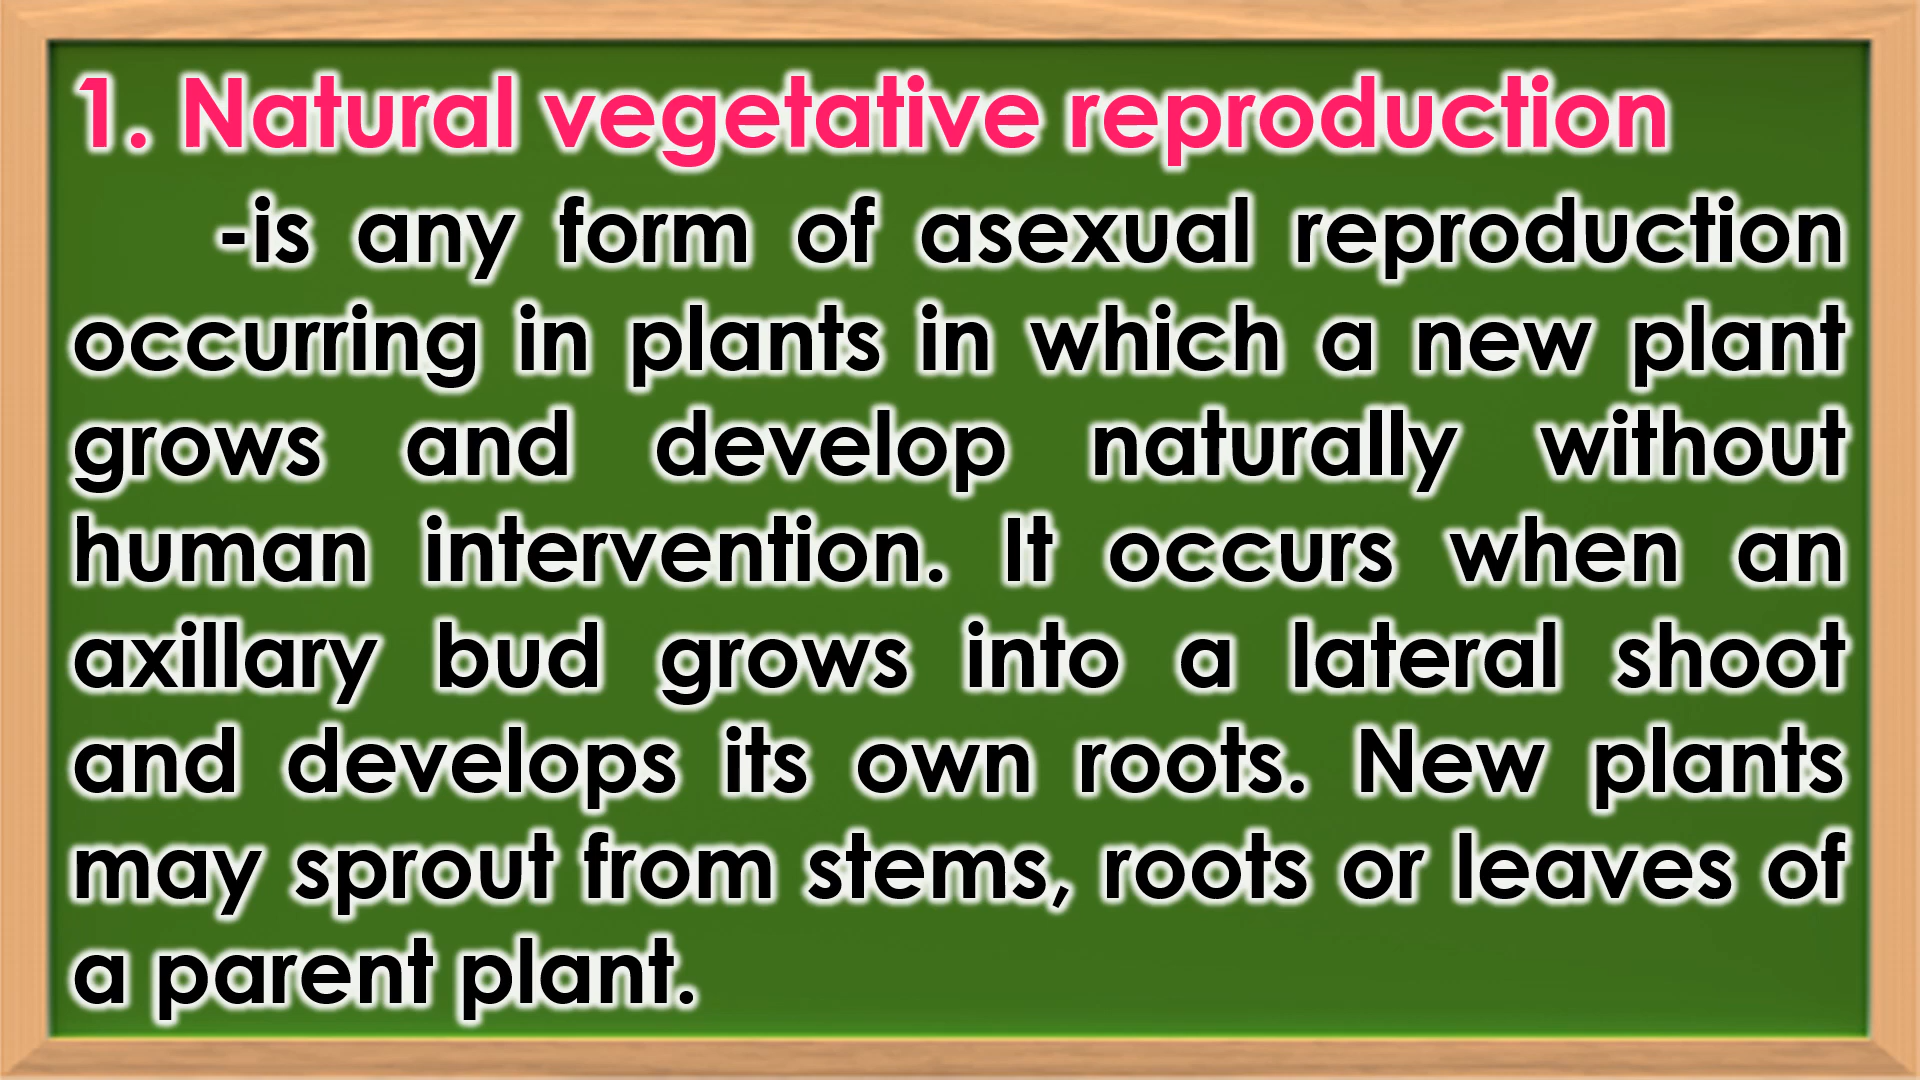 1. Natural vegetative reproduction
-is any form of asexual reproduction
occurring in plants in which a new plant
grows and develop naturally without
human intervention. It occurs when an
axillary bud grows into a lateral shoot
and develops its own roots. New plants
may sprout from stems, roots or leaves of
a parent plant.